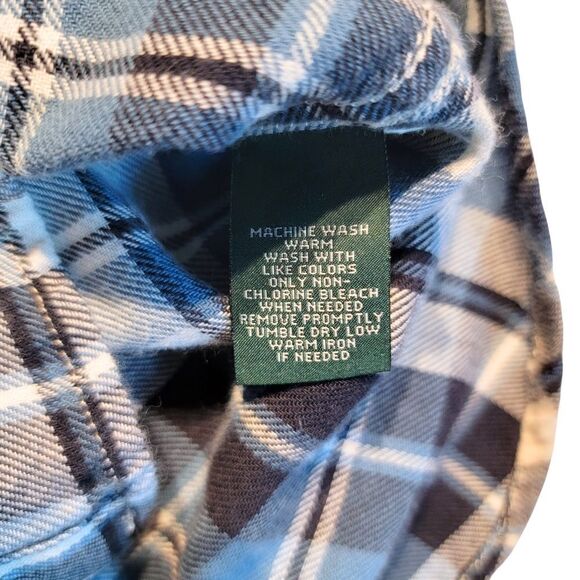 MACHINE WASH
WARM
WASH WITH
LIKE COLORS
ONLY NON-
CHLORINE BLEACH
WHEN NEEDED
REMOVE PROMPTLY
TUMBLE DRY LOW
WARM IRON
IF NEEDED